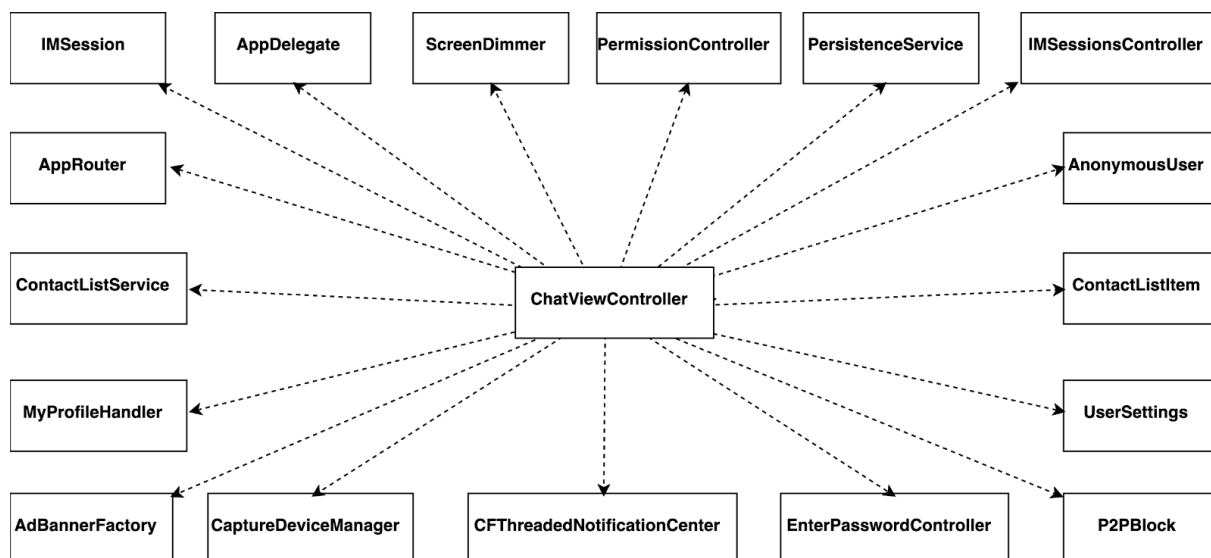 IMSession
AppDelegate
ScreenDimmer
PermissionController
PersistenceService
IMSessionsController
AppRouter
AnonymousUser
ContactListService
ContactListItem
ChatViewController
MyProfileHandler
UserSettings
AdBannerFactory
CaptureDeviceManager
CFThreadedNotificationCenter
EnterPasswordController
P2PBlock